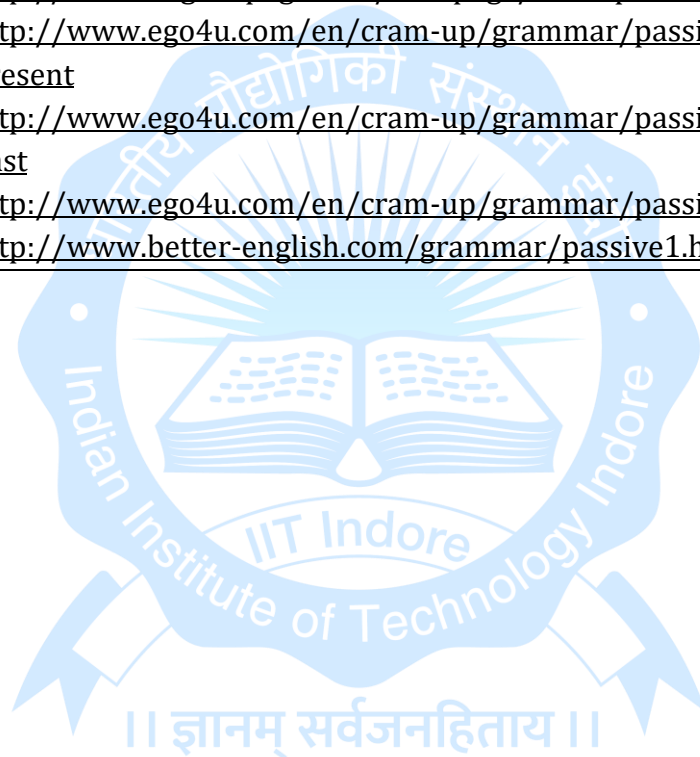 tp://www.ego4u.com/en/cram-up/grammar/passi
esent
tp://www.ego4u.com/en/cram-up/grammar/passi
st
tp://www.ego4u.com/en/cram-up/grammar/passi
tp://www.better-english.com/grammar/passive1.h
भारतीय प्रौद्योगिकी संस्थान इंदौर
Indian Institute of Technology Indore
IIT Indore
।। ज्ञानम् सर्वजनहिताय ।।